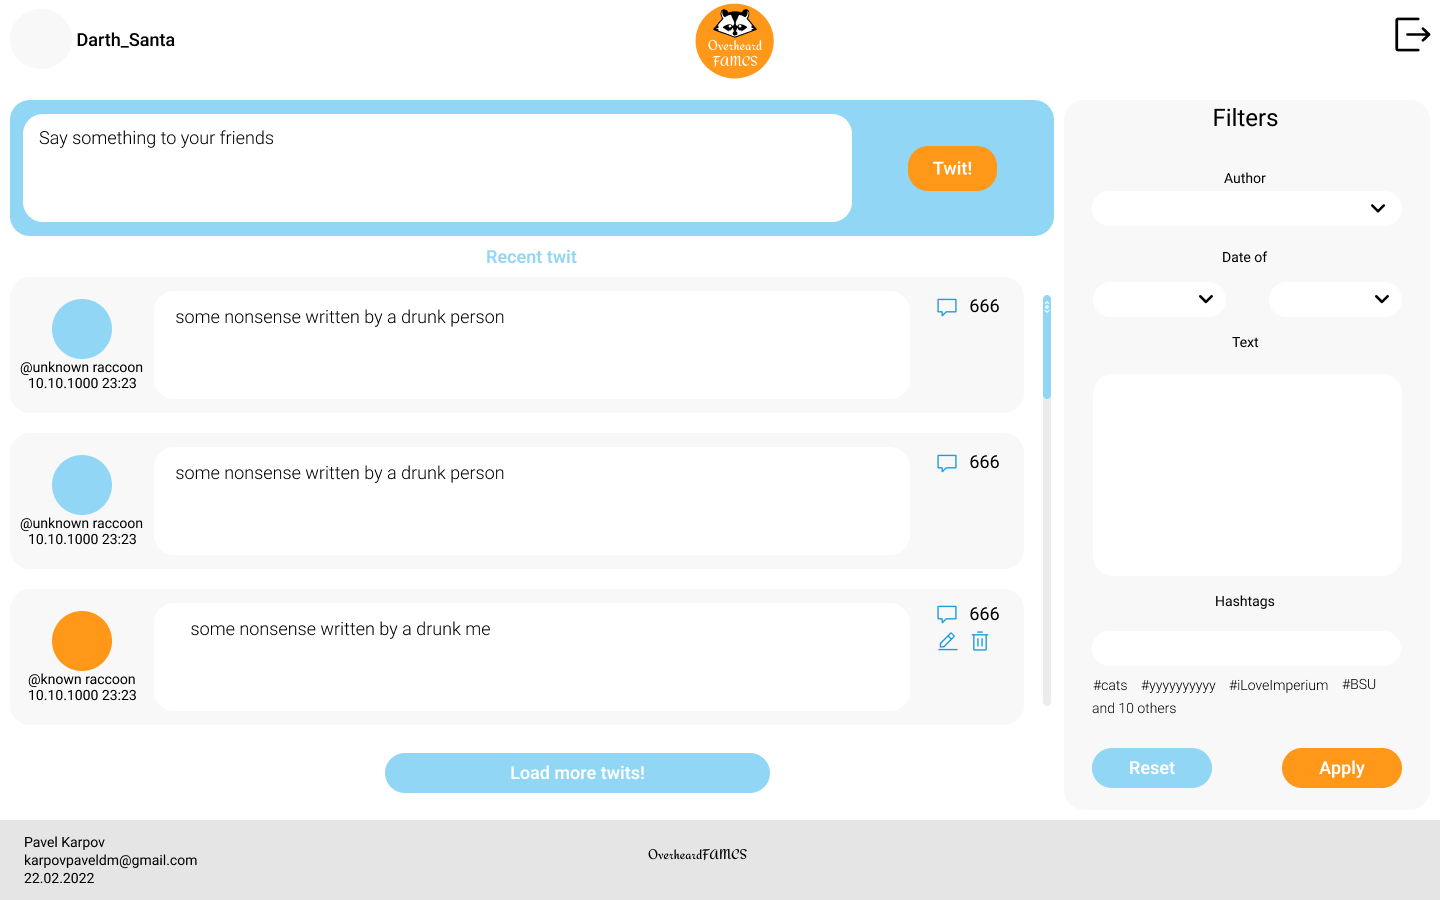 Darth_Santa
Overheard
FAMCS
Say something to your friends
Twit!
Recent twit
some nonsense written by a drunk person
666
@unknown raccoon
10.10.1000 23:23
some nonsense written by a drunk person
666
@unknown raccoon
10.10.1000 23:23
some nonsense written by a drunk me
666
@known raccoon
10.10.1000 23:23
Load more twits!
Filters
Author
Date of
Text
Hashtags
#cats #yyyyyyyyyy #iLoveImperium #BSU
and 10 others
Reset Apply
Pavel Karpov
karpovpaveldm@gmail.com
22.02.2022
OverheardFAMCS